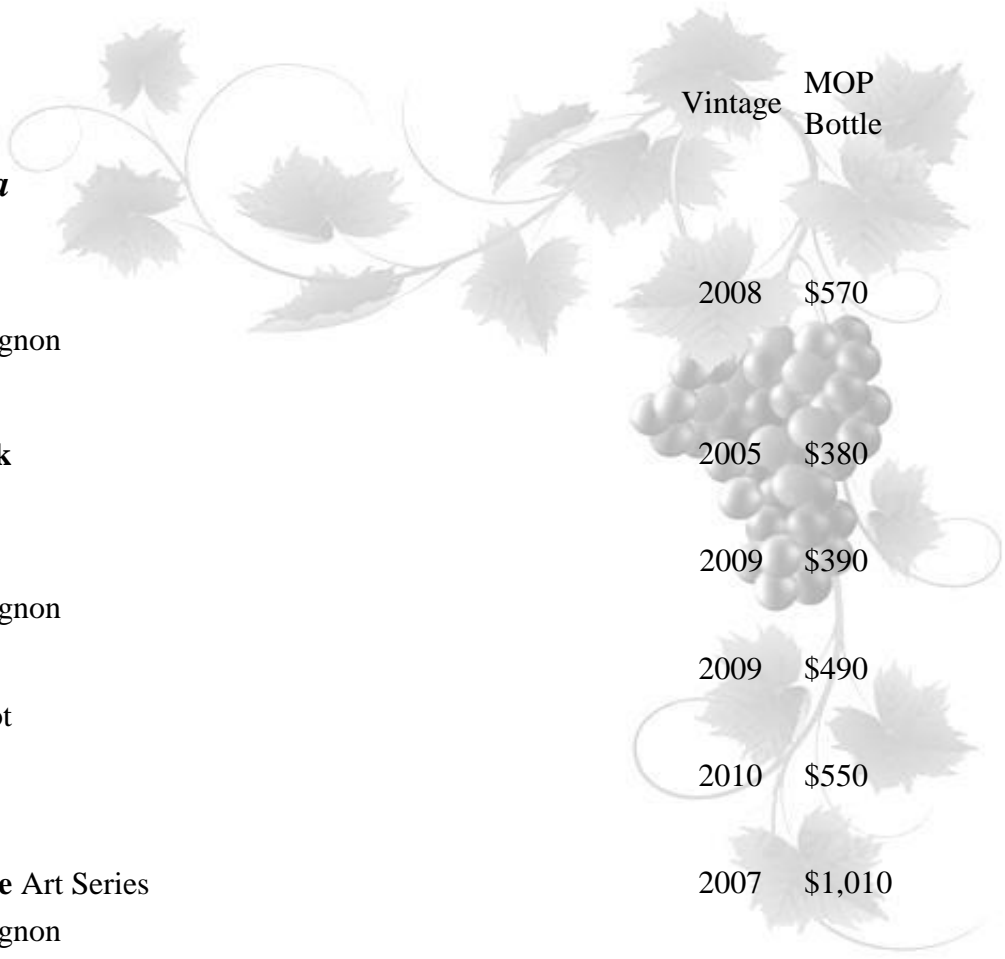 Vintage MOP
Bottle
a
2008 $570
gnon
k
2005 $380
2009 $390
gnon
2009 $490
ot
2010 $550
e Art Series
2007 $1,010
gnon